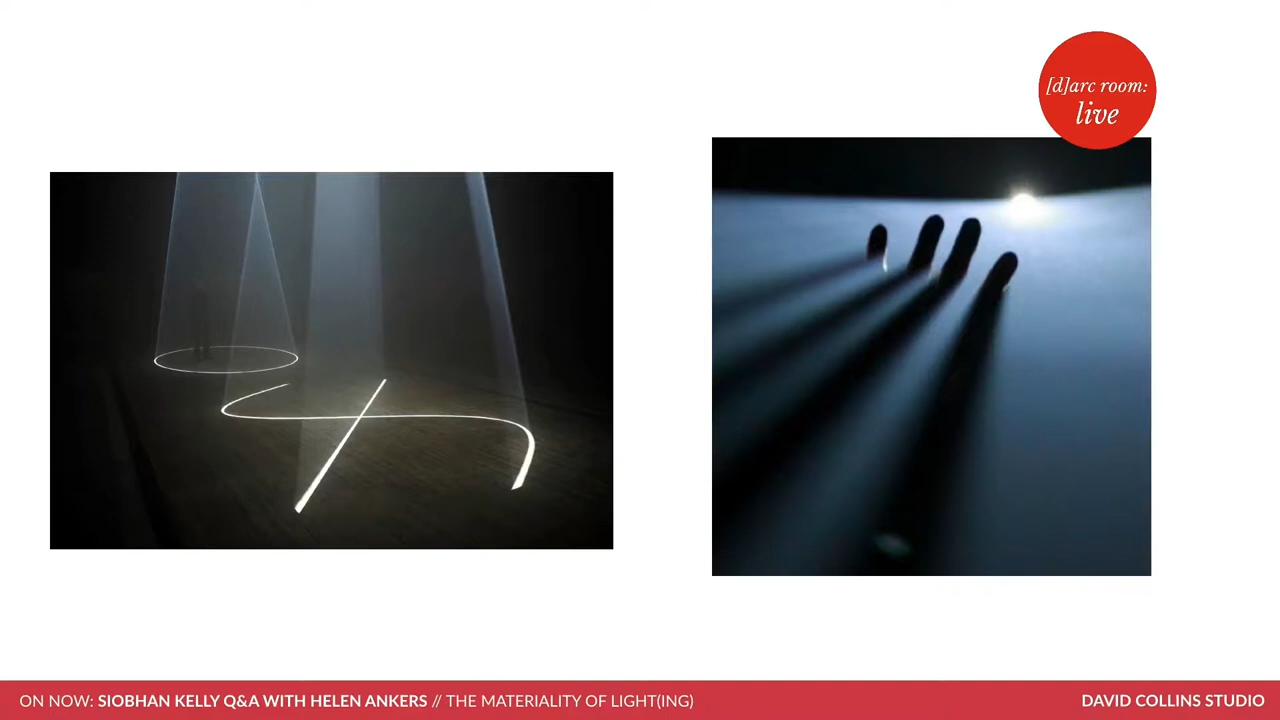 [d]arc room:
live
ON NOW: SIOBHAN KELLY Q&A WITH HELEN ANKERS // THE MATERIALITY OF LIGHT(ING)
DAVID COLLINS STUDIO